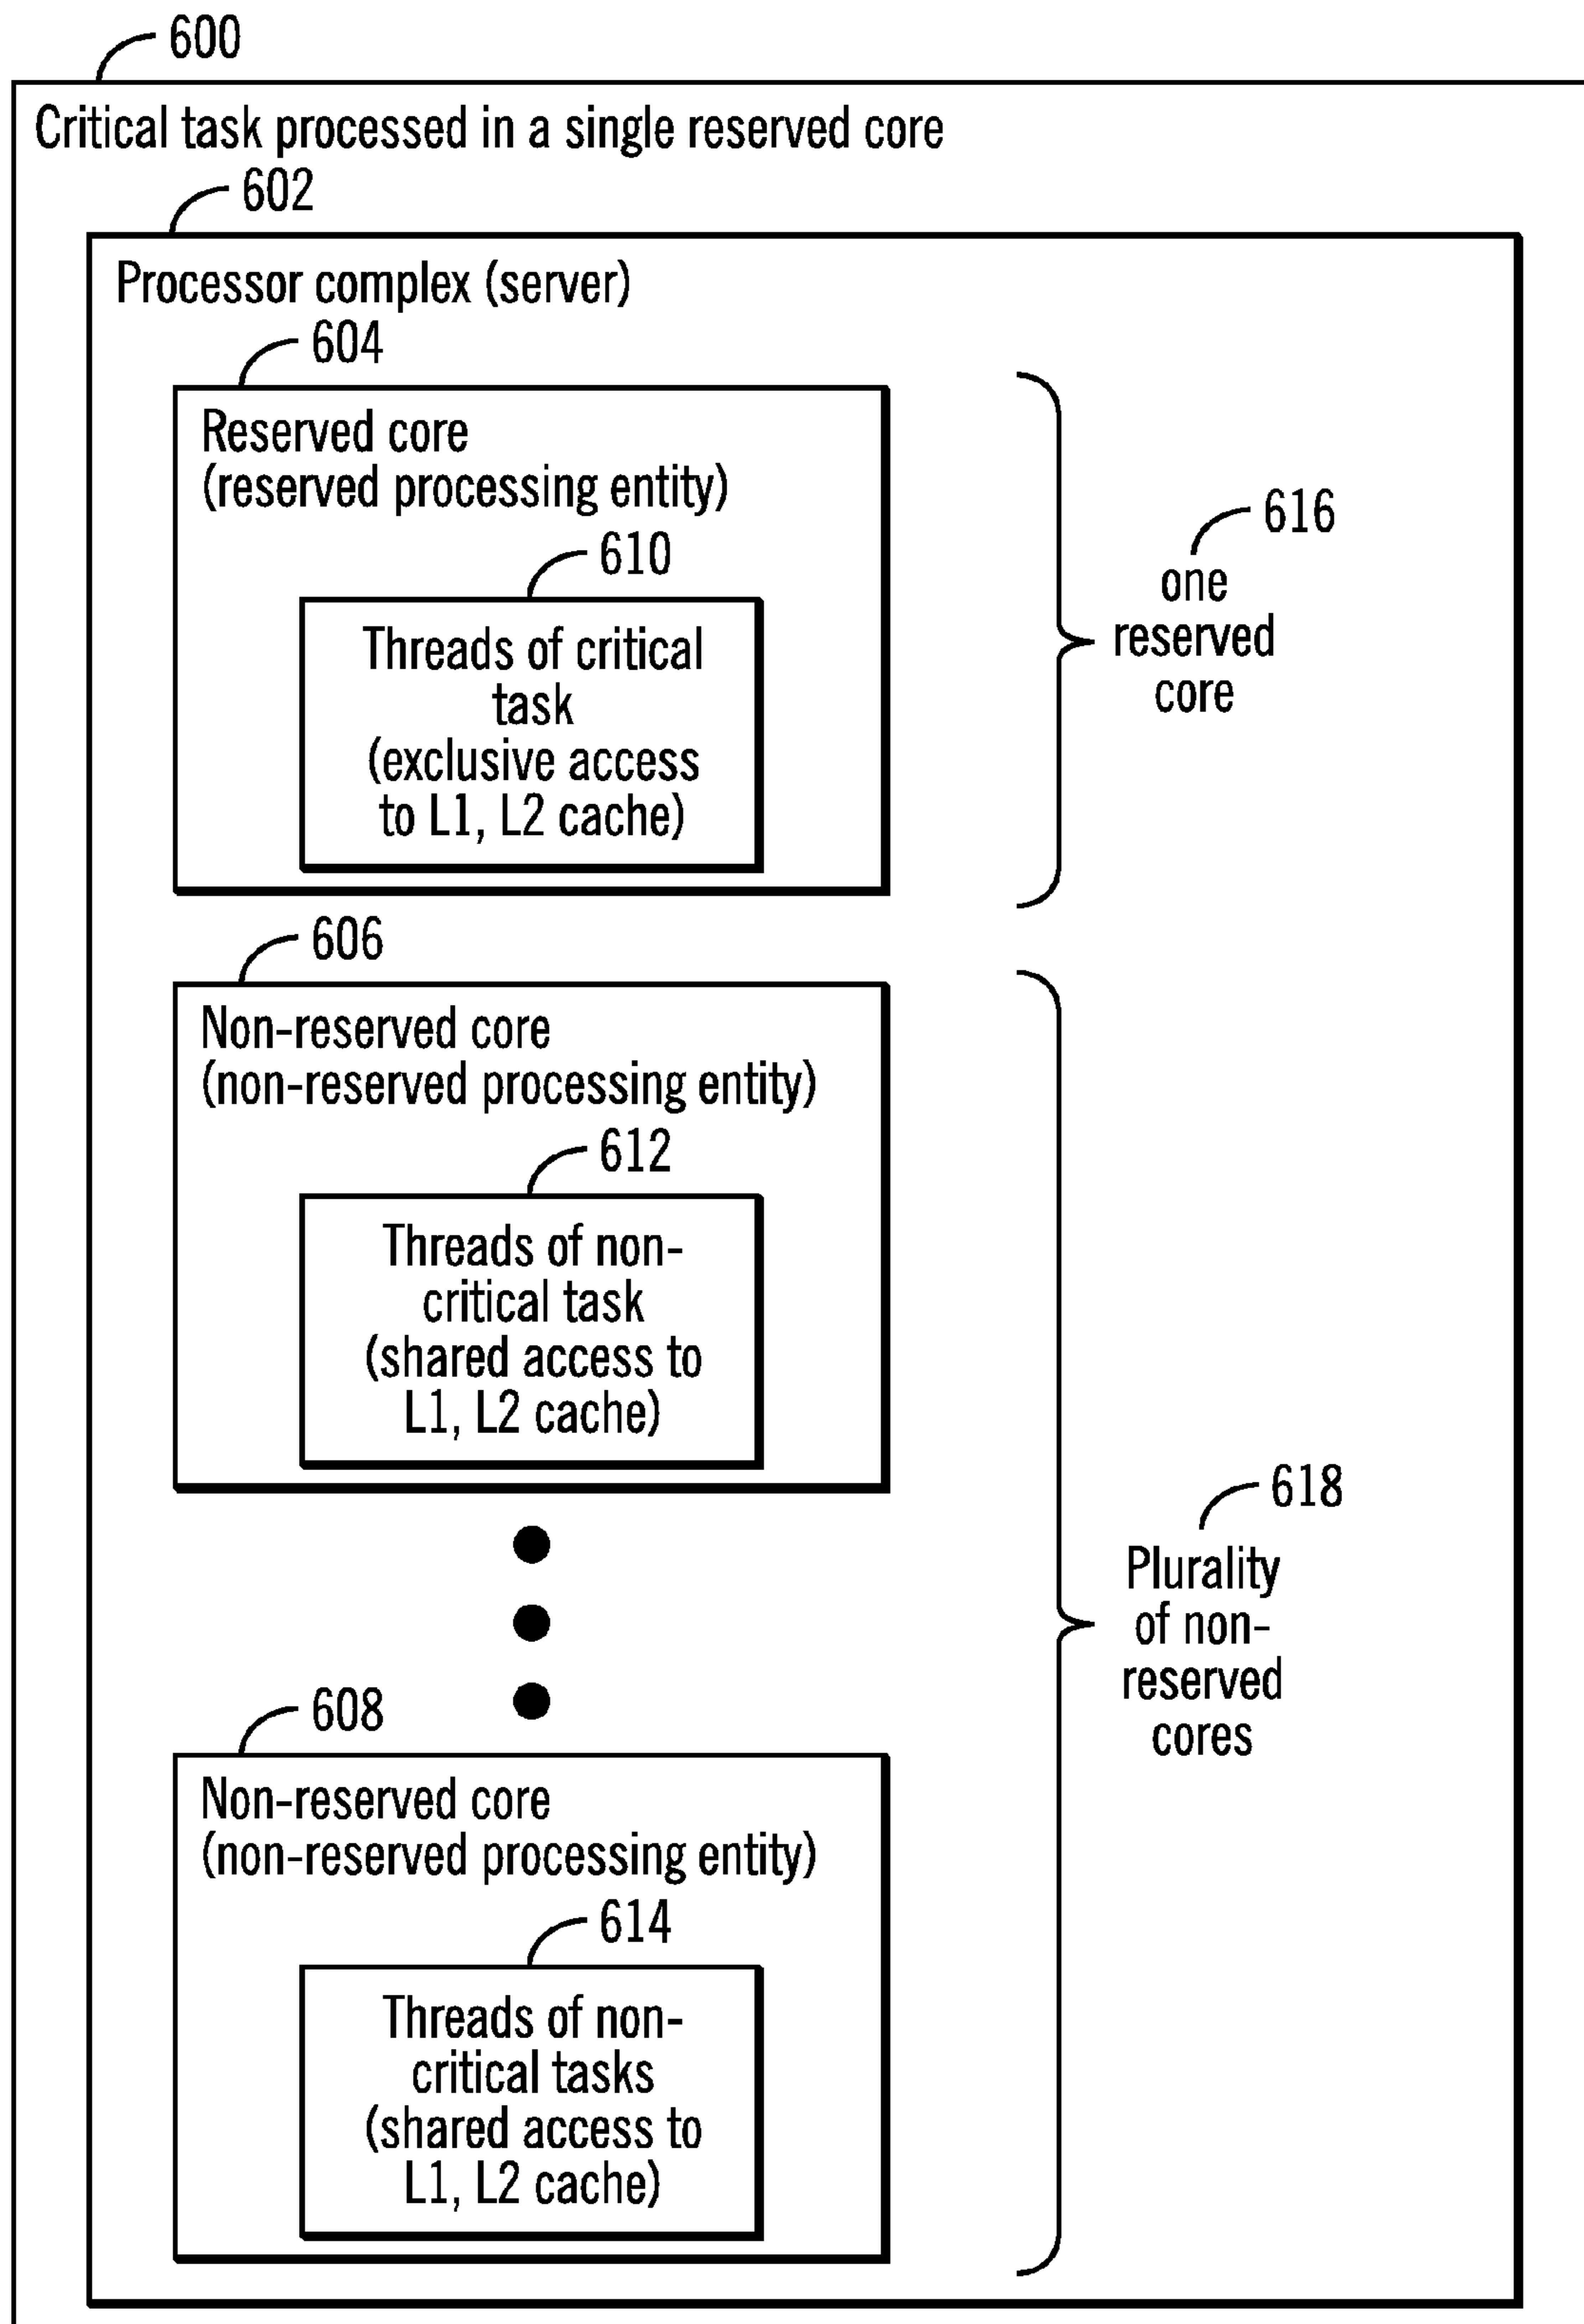 600
Critical task processed in a single reserved core
602
Processor complex (server)
604
Reserved core
(reserved processing entity)
610
Threads of critical
task
(exclusive access
to L1, L2 cache)
616
one
reserved
core
606
Non-reserved core
(non-reserved processing entity)
612
Threads of non-
critical task
(shared access to
L1, L2 cache)
618
Plurality
of non-
reserved
cores
608
Non-reserved core
(non-reserved processing entity)
614
Threads of non-
critical tasks
(shared access to
L1, L2 cache)